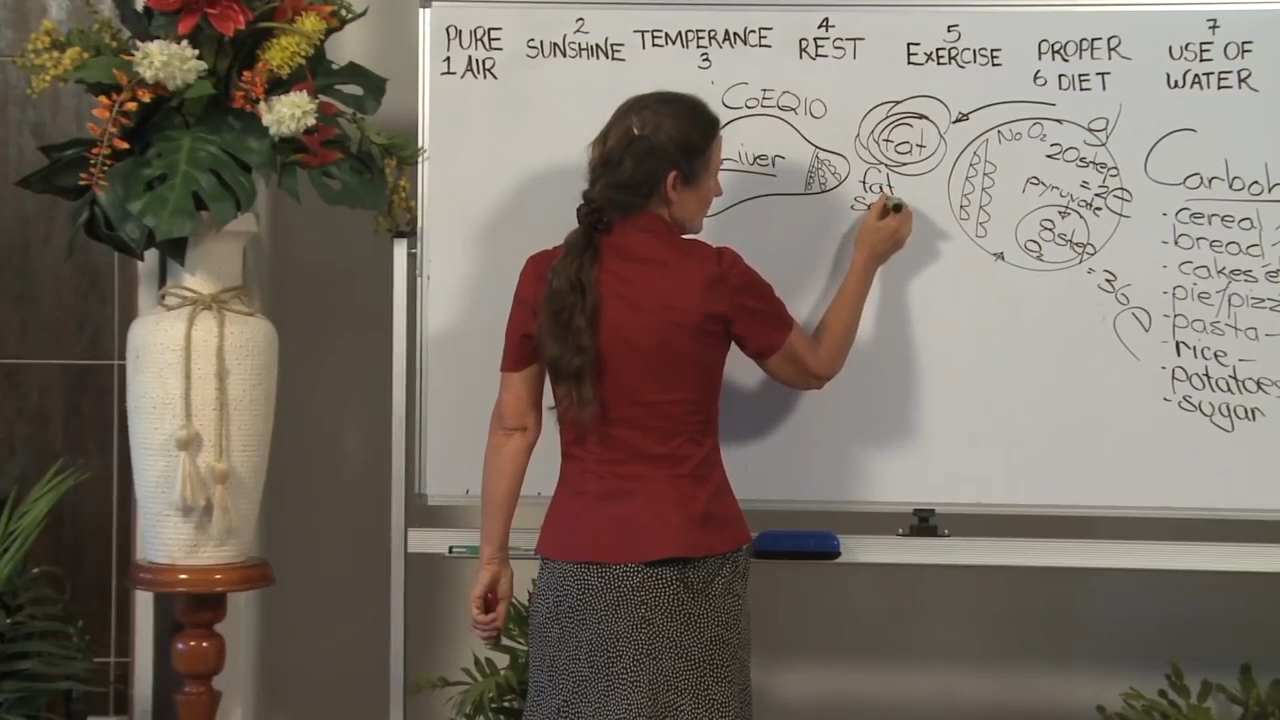 PURE
1 AIR
2
SUNSHINE
TEMPERANCE
3
4
REST
5
EXERCISE
PROPER
6 DIET
7
USE OF
WATER
CoEQ10
Liver
fat
fat
No O2
20step
pyruvate
8step
O2
=36
Carboh
-cereal
-bread
-cakes
-pie/pizz
-pasta-
-rice-
-potatoes
-sugar